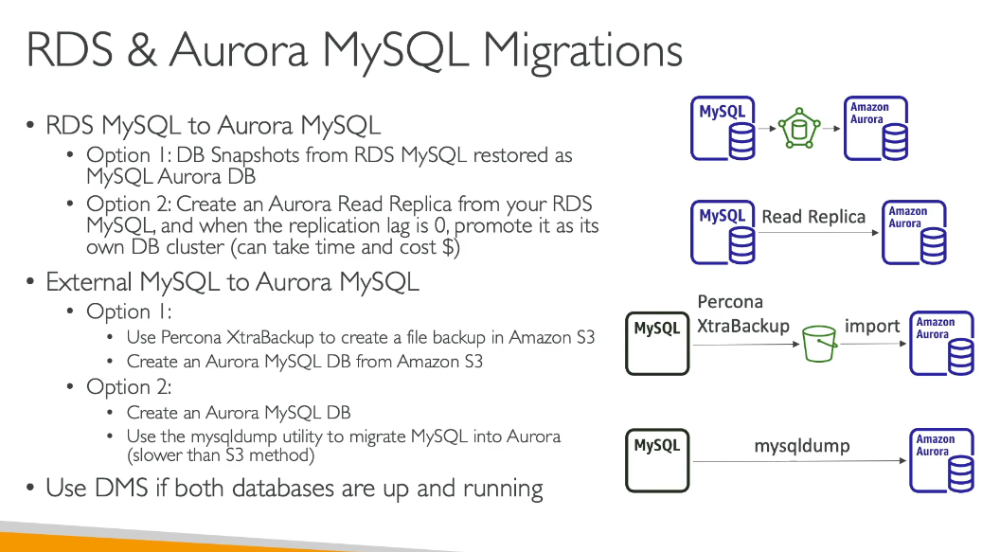 RDS & Aurora MySQL Migrations
• RDS MySQL to Aurora MySQL
• Option 1: DB Snapshots from RDS MySQL restored as
MySQL Aurora DB
• Option 2: Create an Aurora Read Replica from your RDS
MySQL, and when the replication lag is 0, promote it as its
own DB cluster (can take time and cost $)
• External MySQL to Aurora MySQL
• Option 1:
• Use Percona XtraBackup to create a file backup in Amazon S3
• Create an Aurora MySQL DB from Amazon S3
• Option 2:
• Create an Aurora MySQL DB
• Use the mysqldump utility to migrate MySQL into Aurora
(slower than S3 method)
• Use DMS if both databases are up and running
MySQL
Amazon
Aurora
MySQL
Read Replica
Amazon
Aurora
MySQL
Percona
XtraBackup
import
Amazon
Aurora
MySQL
mysqldump
Amazon
Aurora